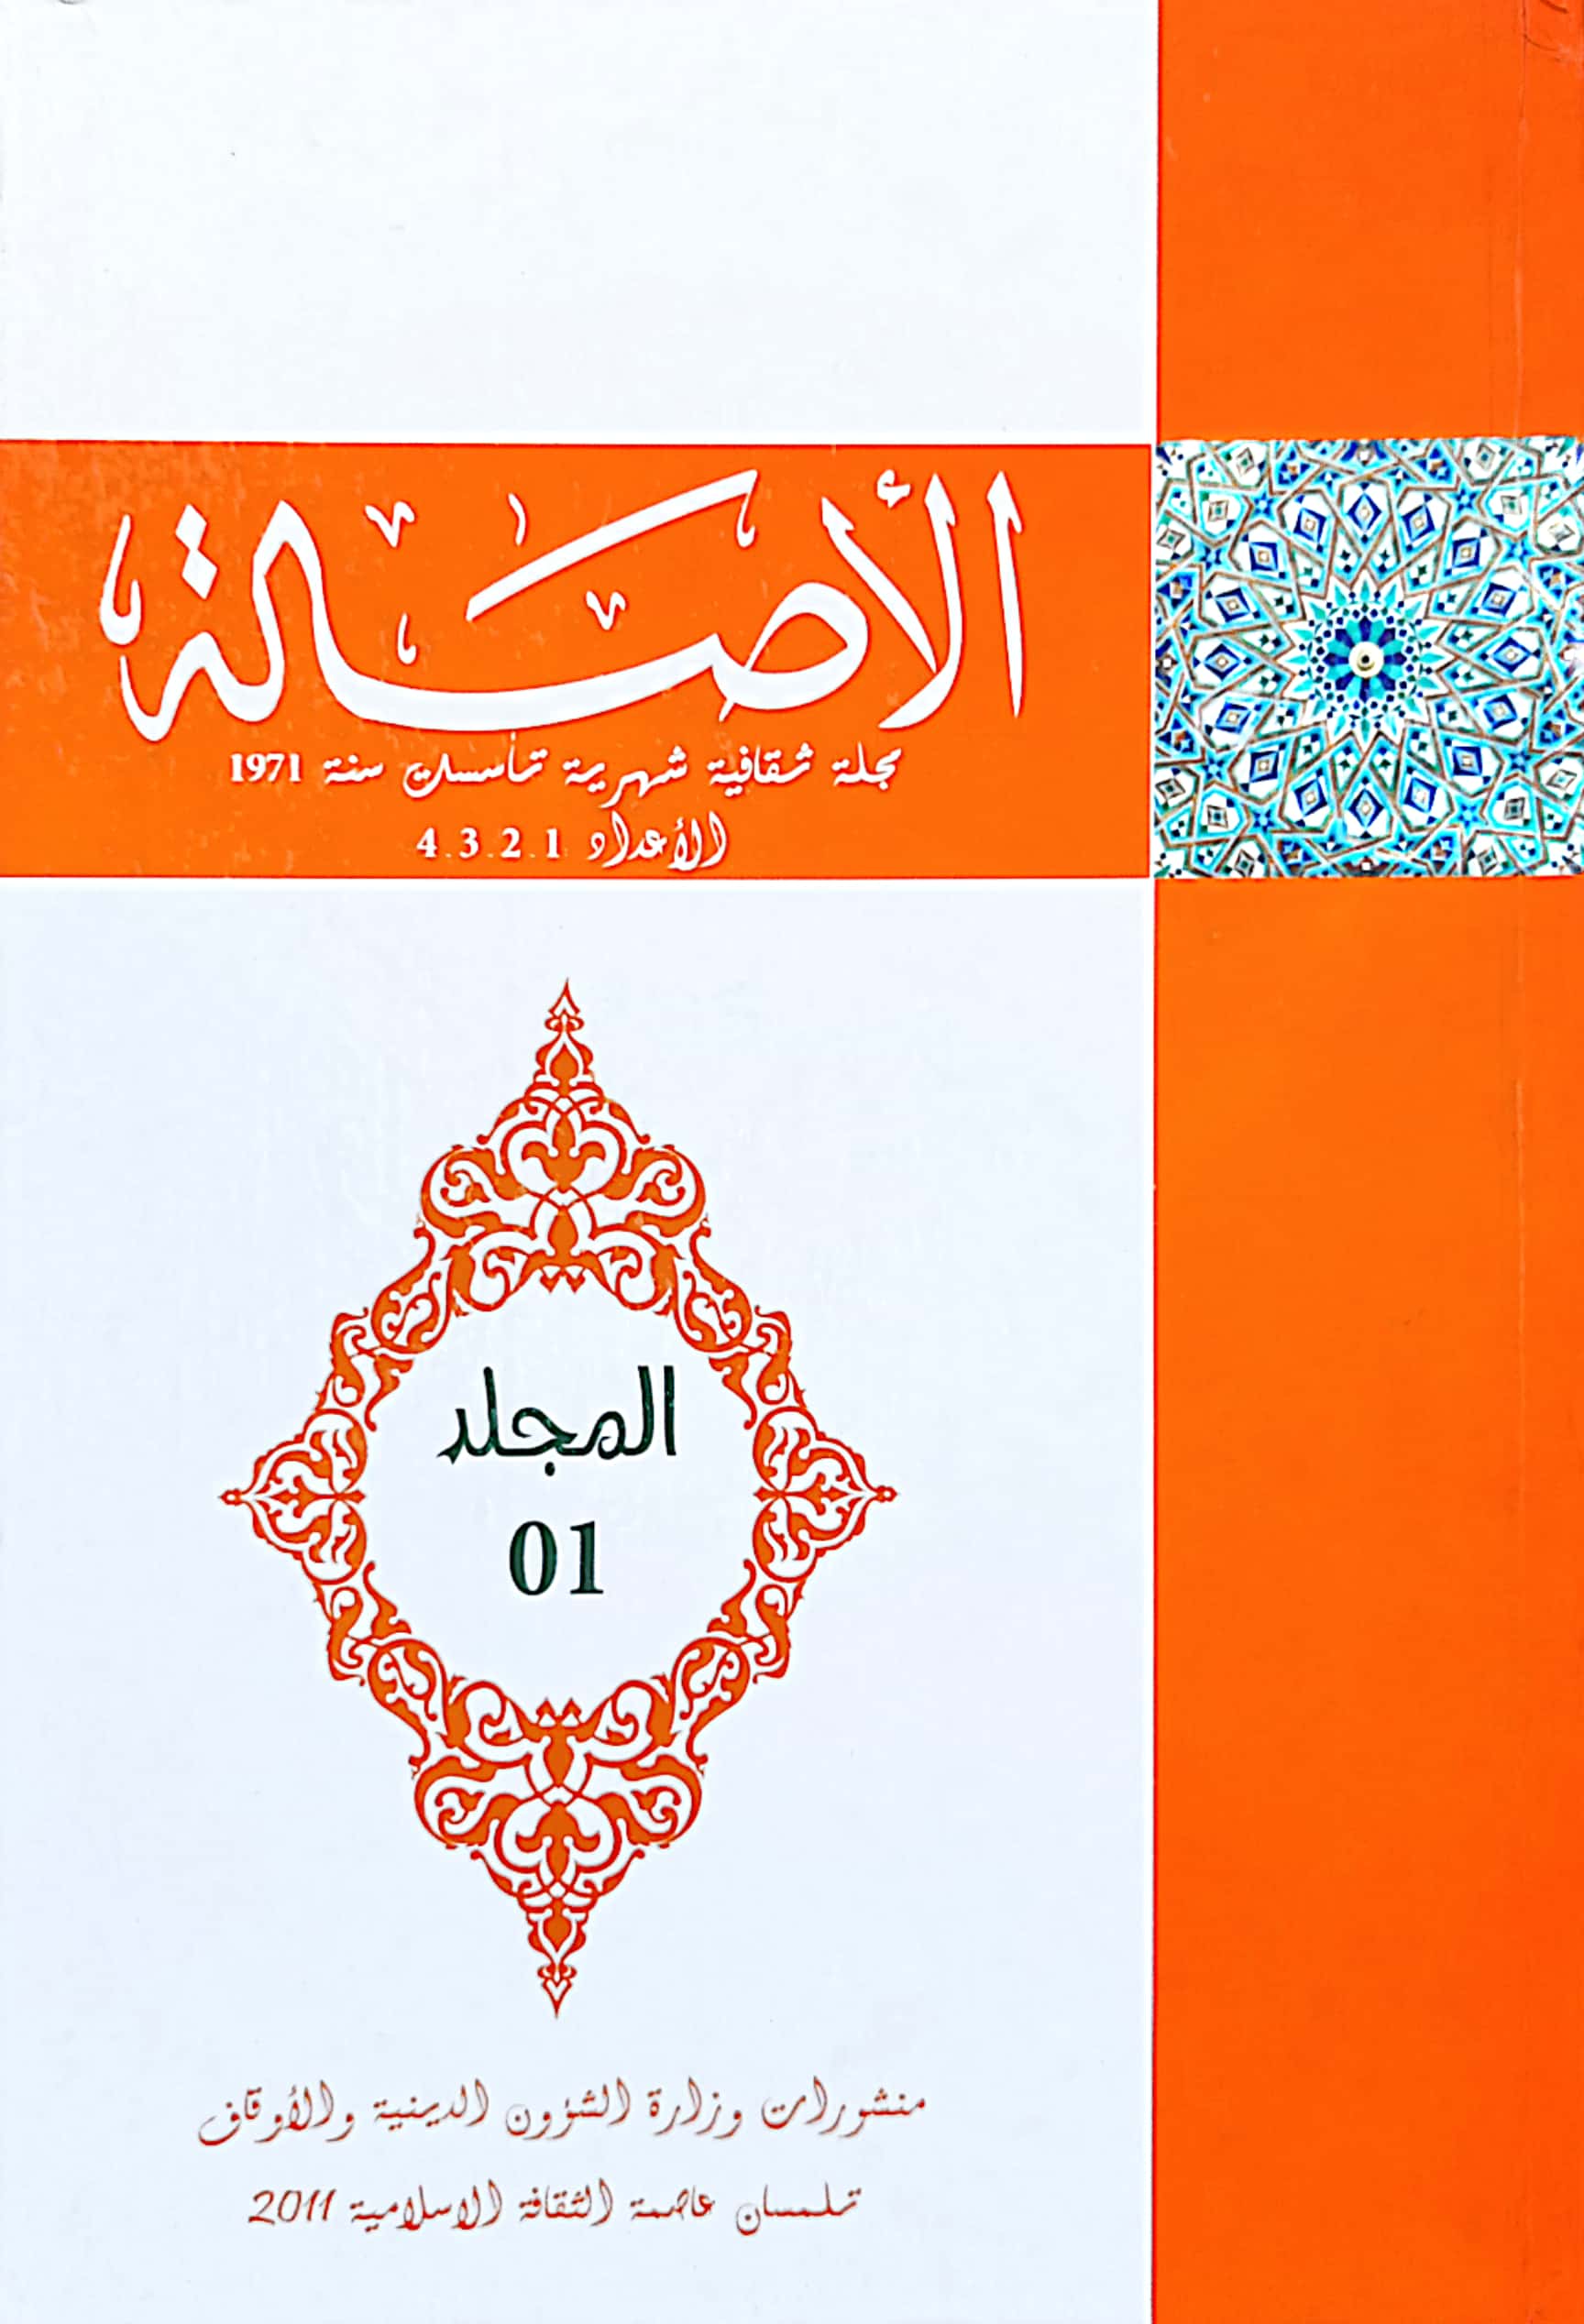 الأصالة
مجلة ثقافية شهرية تأسست سنة 1971
الأعداد 1 . 2 . 3 . 4
المجلد
01
منشورات وزارة الشؤون الدينية والأوقاف
تلمسان عاصمة الثقافة الاسلامية 2011